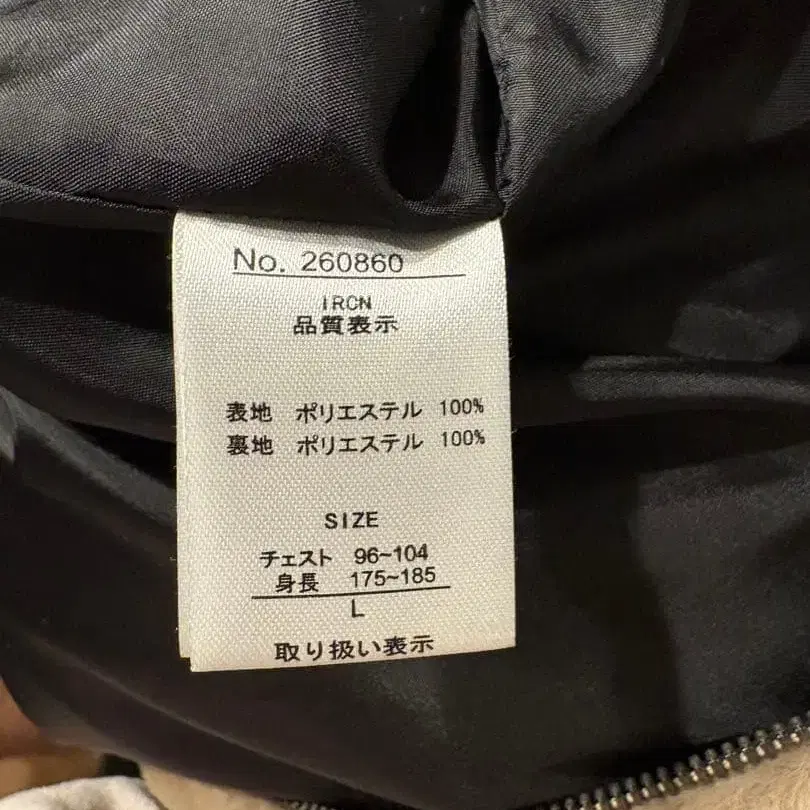 No. 260860
IRCN
品質表示
表地 ポリエステル 100%
裏地 ポリエステル 100%
SIZE
チェスト 96~104
身長 175~185
L
取り扱い表示